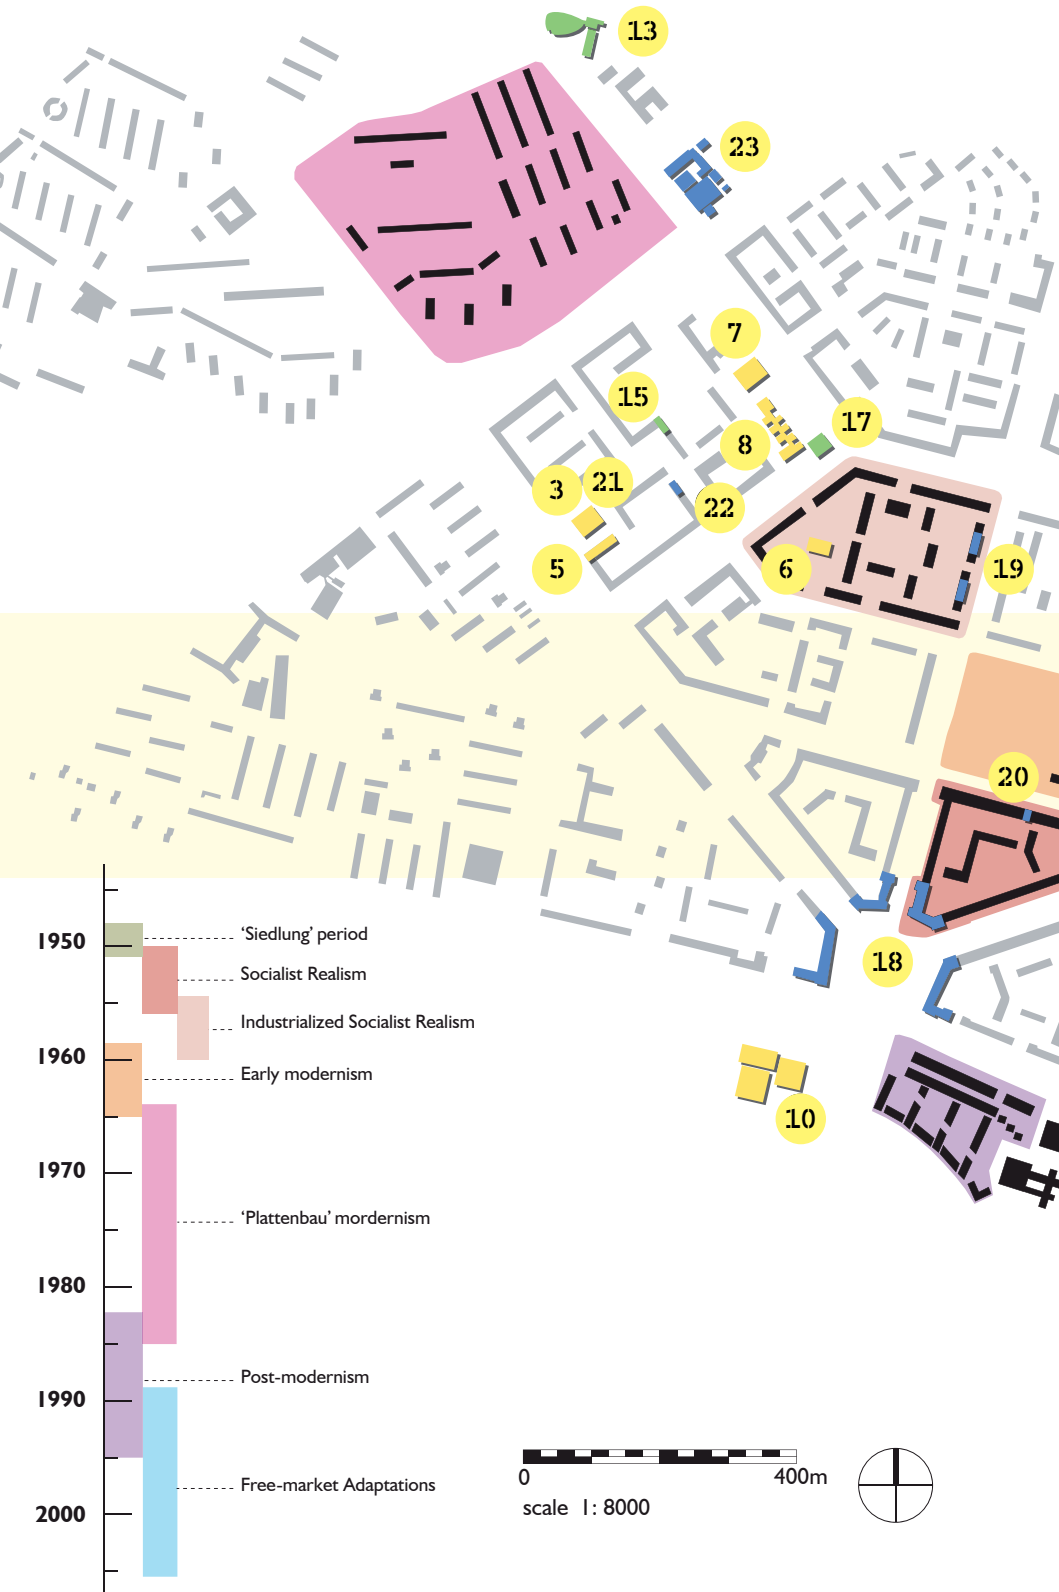 13
23
7
15
17
8
3
21
22
5
6
19
20
18
10
1950
'Siedlung' period
Socialist Realism
Industrialized Socialist Realism
1960
Early modernism
1970
'Plattenbau' mordernism
1980
Post-modernism
1990
Free-market Adaptations
2000
0
400m
scale 1: 8000